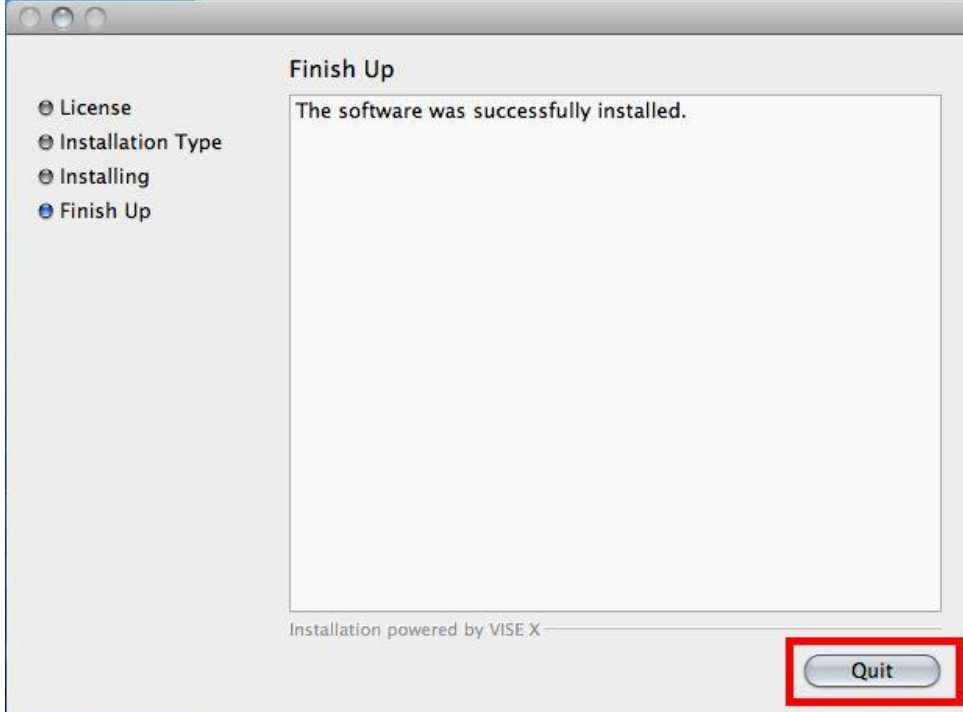 Finish Up
License
Installation Type
Installing
Finish Up
The software was successfully installed.
Installation powered by VISE X
Quit